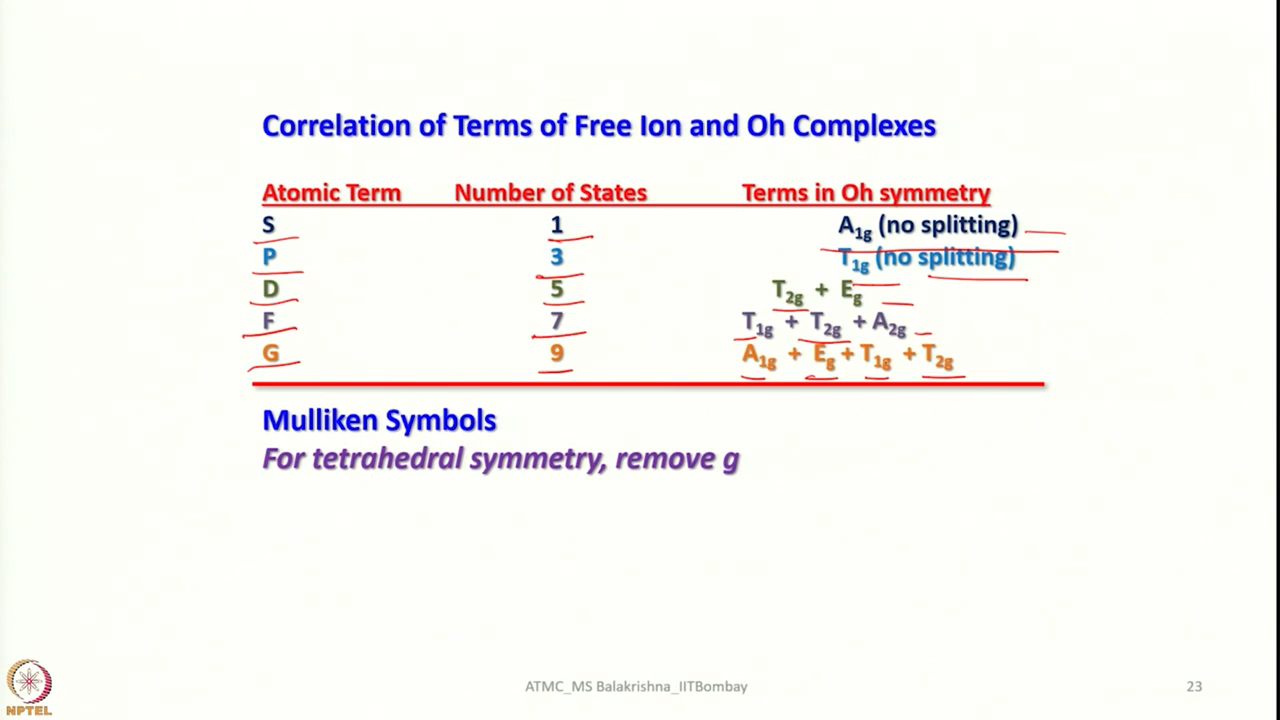 Correlation of Terms of Free Ion and Oh Complexes
Atomic Term Number of States Terms in Oh symmetry
S 1 A1g (no splitting)
P 3 T1g (no splitting)
D 5 T2g + Eg
F 7 T1g + T2g + A2g
G 9 A1g + Eg + T1g + T2g
Mulliken Symbols
For tetrahedral symmetry, remove g
NPTEL
ATMC_MS Balakrishna_IITBombay
23